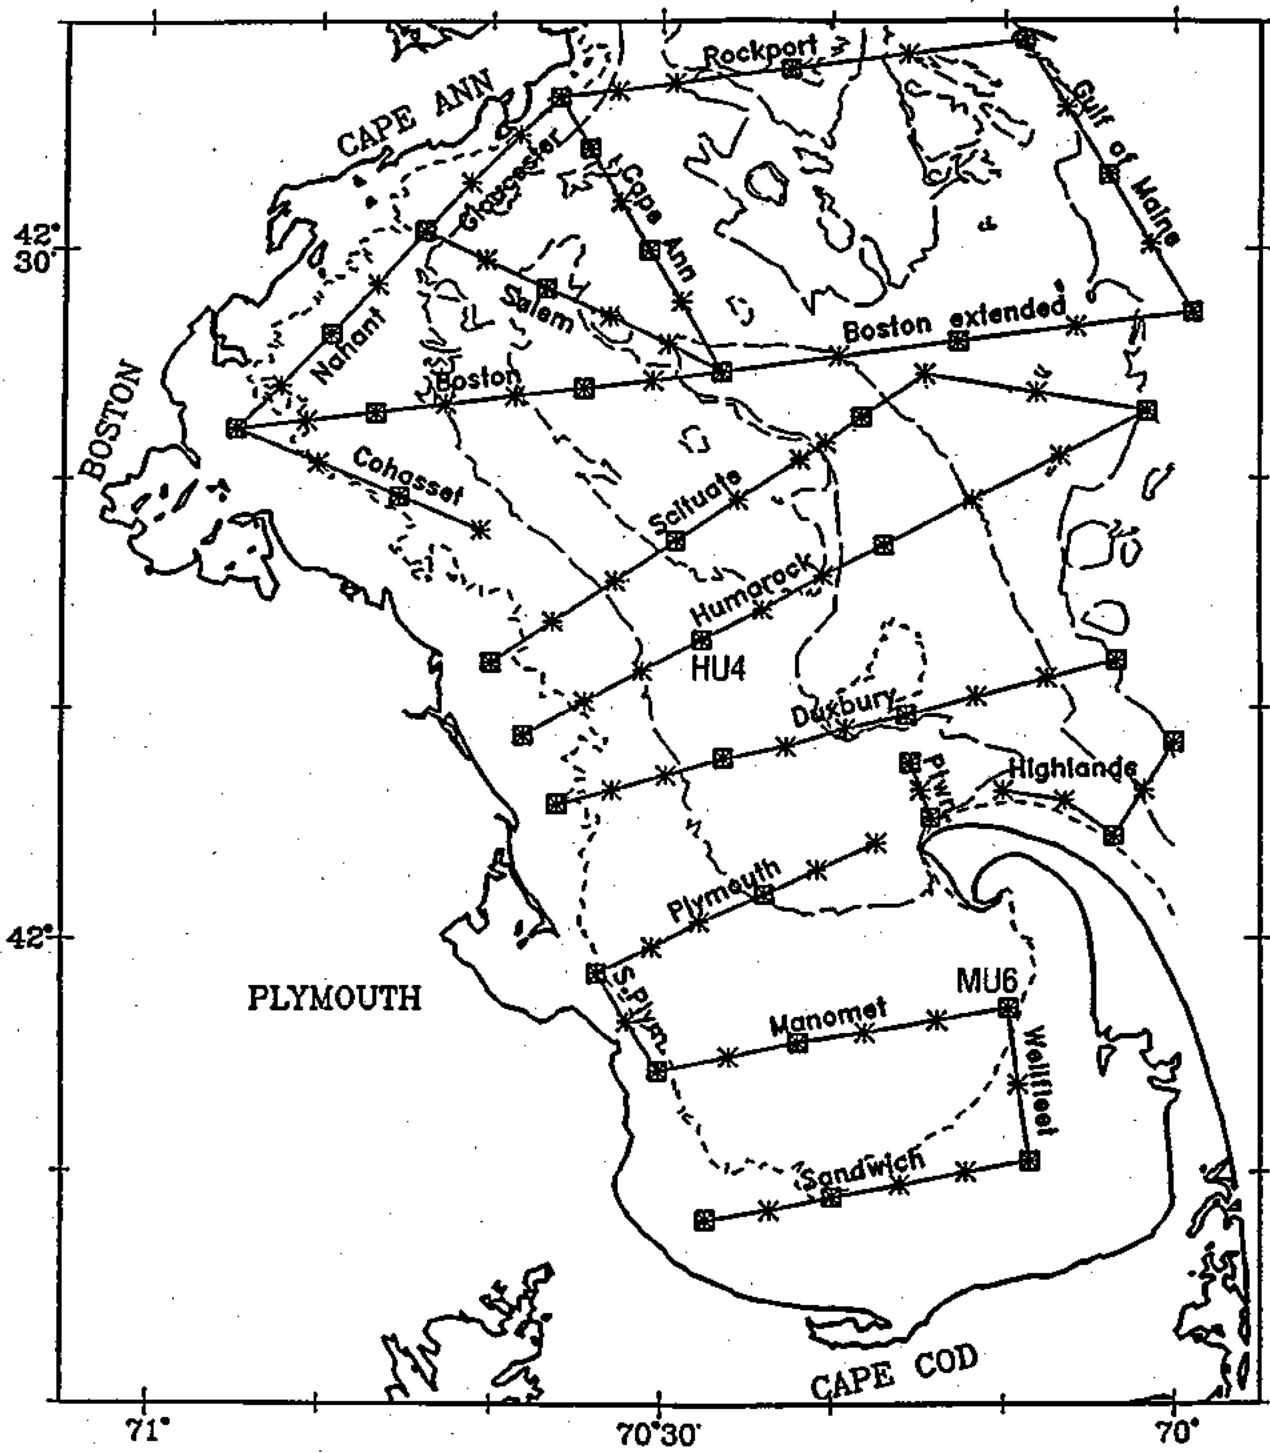 Rockport
Gulf of Maine
CAPE ANN
Gloucester
Cape Ann
42°
30'
Salem
Boston extended
Nahant
Boston
BOSTON
Cohasset
Scituate
Humarock
HU4
Duxbury
Highlands
Plymouth
42°
S.Plym
MU6
PLYMOUTH
Manomet
Wellfleet
Sandwich
CAPE COD
71°
70°30'
70°